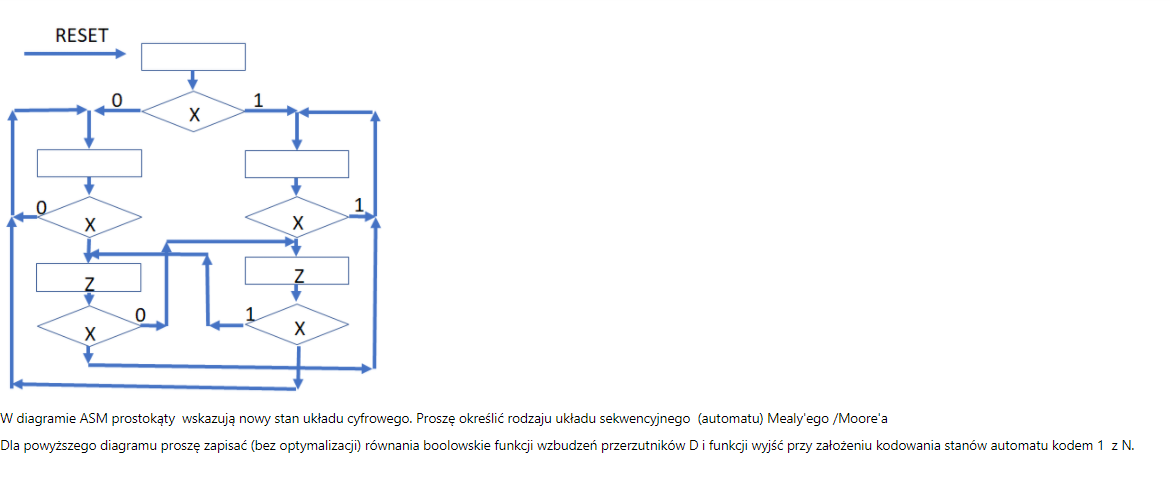 RESET
0 1
X
0 1
X X
Z Z
0 1
X X
W diagramie ASM prostokąty wskazują nowy stan układu cyfrowego. Proszę określić rodzaju układu sekwencyjnego (automatu) Mealy'ego /Moore'a
Dla powyższego diagramu proszę zapisać (bez optymalizacji) równania boolowskie funkcji wzbudzeń przerzutników D i funkcji wyjść przy założeniu kodowania stanów automatu kodem 1 z N.